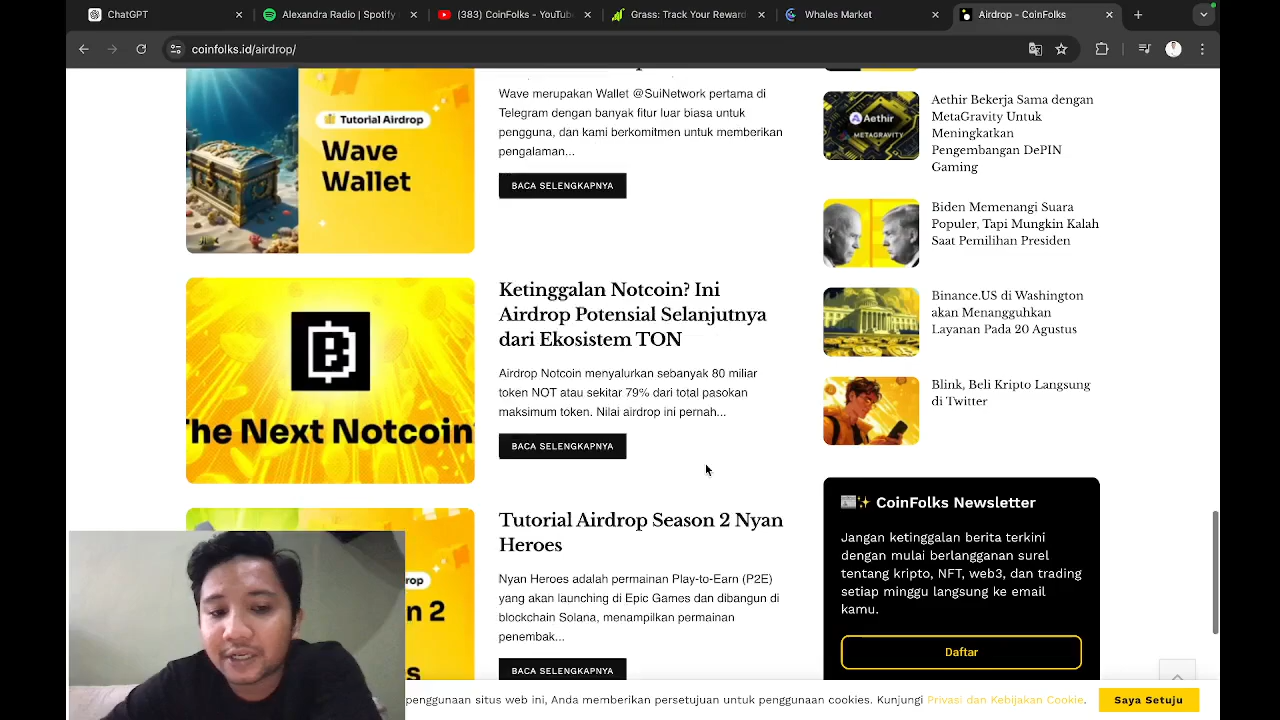 ChatGPT
Alexandra Radio | Spotify
(383) CoinFolks - YouTube
Grass: Track Your Reward
Whales Market
Airdrop - CoinFolks
coinfolks.id/airdrop/
Tutorial Airdrop
Wave
Wallet
Wave merupakan Wallet @SuiNetwork pertama di
Telegram dengan banyak fitur luar biasa untuk
pengguna, dan kami berkomitmen untuk memberikan
pengalaman...
BACA SELENGKAPNYA
The Next Notcoin
Ketinggalan Notcoin? Ini
Airdrop Potensial Selanjutnya
dari Ekosistem TON
Airdrop Notcoin menyalurkan sebanyak 80 miliar
token NOT atau sekitar 79% dari total pasokan
maksimum token. Nilai airdrop ini pernah...
BACA SELENGKAPNYA
rop
n 2
Tutorial Airdrop Season 2 Nyan
Heroes
Nyan Heroes adalah permainan Play-to-Earn (P2E)
yang akan launching di Epic Games dan dibangun di
blockchain Solana, menampilkan permainan
penembak...
BACA SELENGKAPNYA
Aethir
METAGRAVITY
Aethir Bekerja Sama dengan
MetaGravity Untuk
Meningkatkan
Pengembangan DePIN
Gaming
Biden Memenangi Suara
Populer, Tapi Mungkin Kalah
Saat Pemilihan Presiden
Binance.US di Washington
akan Menangguhkan
Layanan Pada 20 Agustus
Blink, Beli Kripto Langsung
di Twitter
CoinFolks Newsletter
Jangan ketinggalan berita terkini
dengan mulai berlangganan surel
tentang kripto, NFT, web3, dan trading
setiap minggu langsung ke email
kamu.
Daftar
penggunaan situs web ini, Anda memberikan persetujuan untuk penggunaan cookies. Kunjungi Privasi dan Kebijakan Cookie.
Saya Setuju